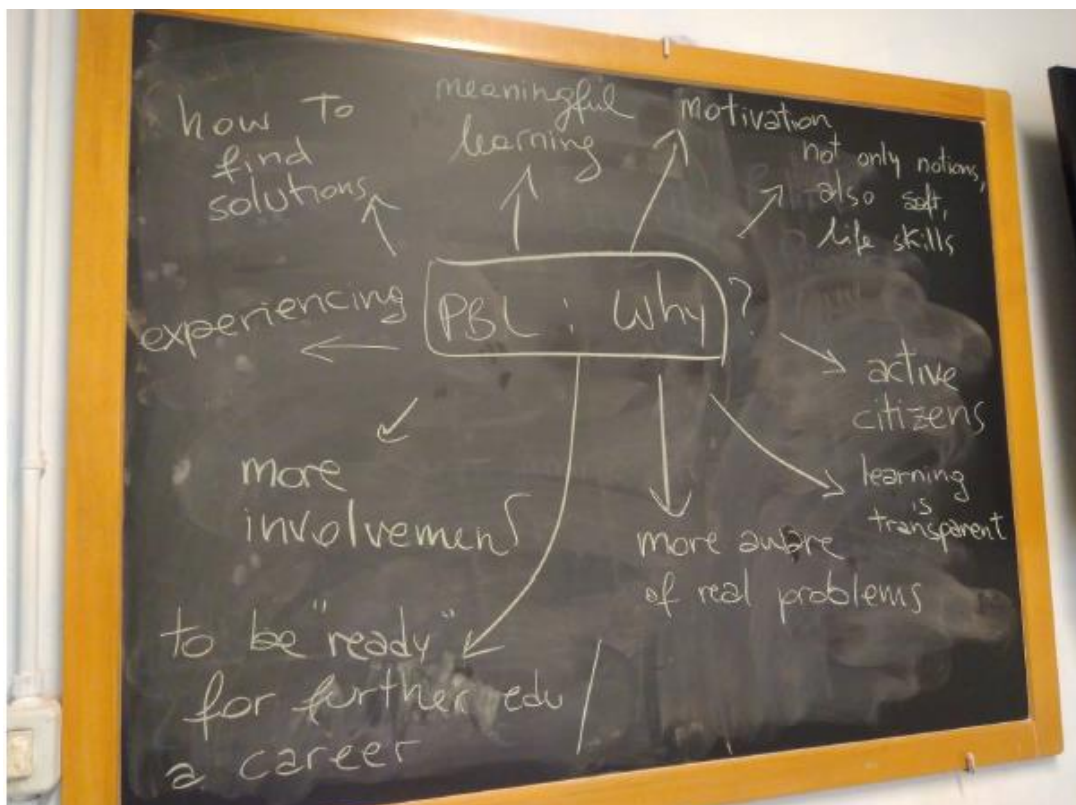 how To
find
solutions
meaningful
learning
motivation
not only notions,
also soft,
life skills
experiencing
PBL : Why ?
active
citizens
learning
is
transparent
more
involvement
more aware
of real problems
to be "ready"
for further edu /
a career